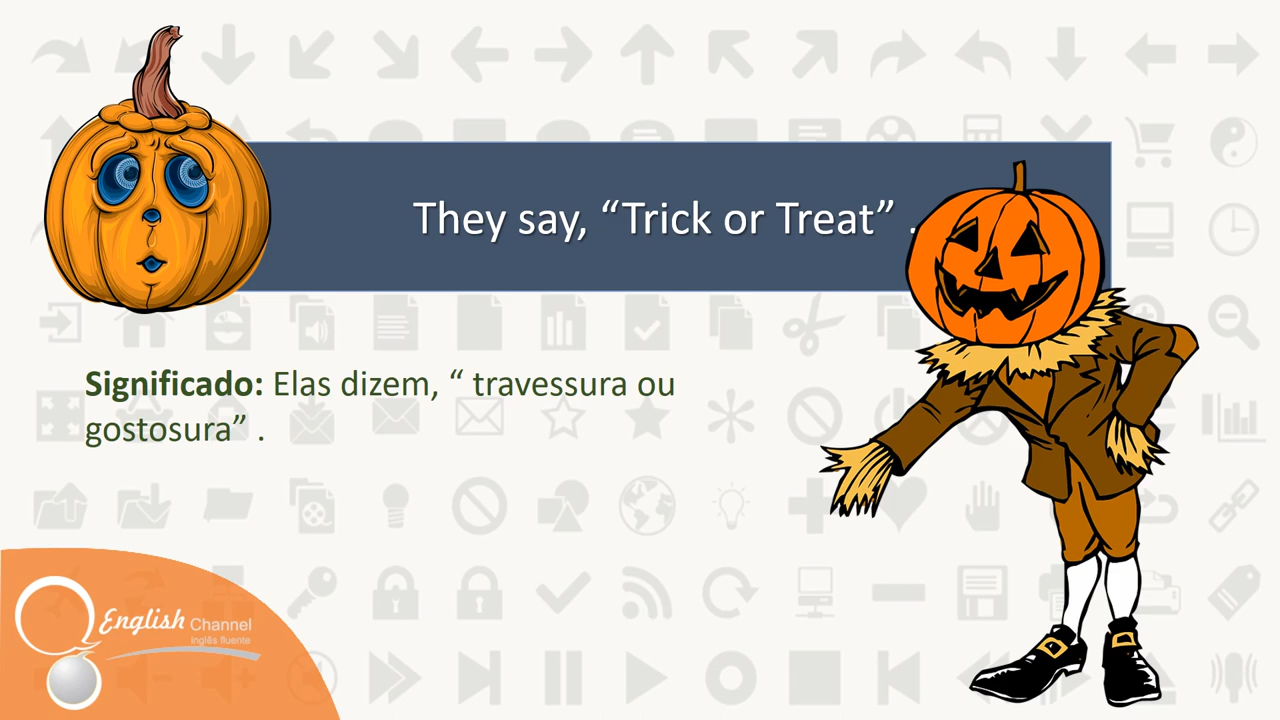 They say, “Trick or Treat” .
Significado: Elas dizem, “ travessura ou
gostosura” .
English Channel
inglês fluente